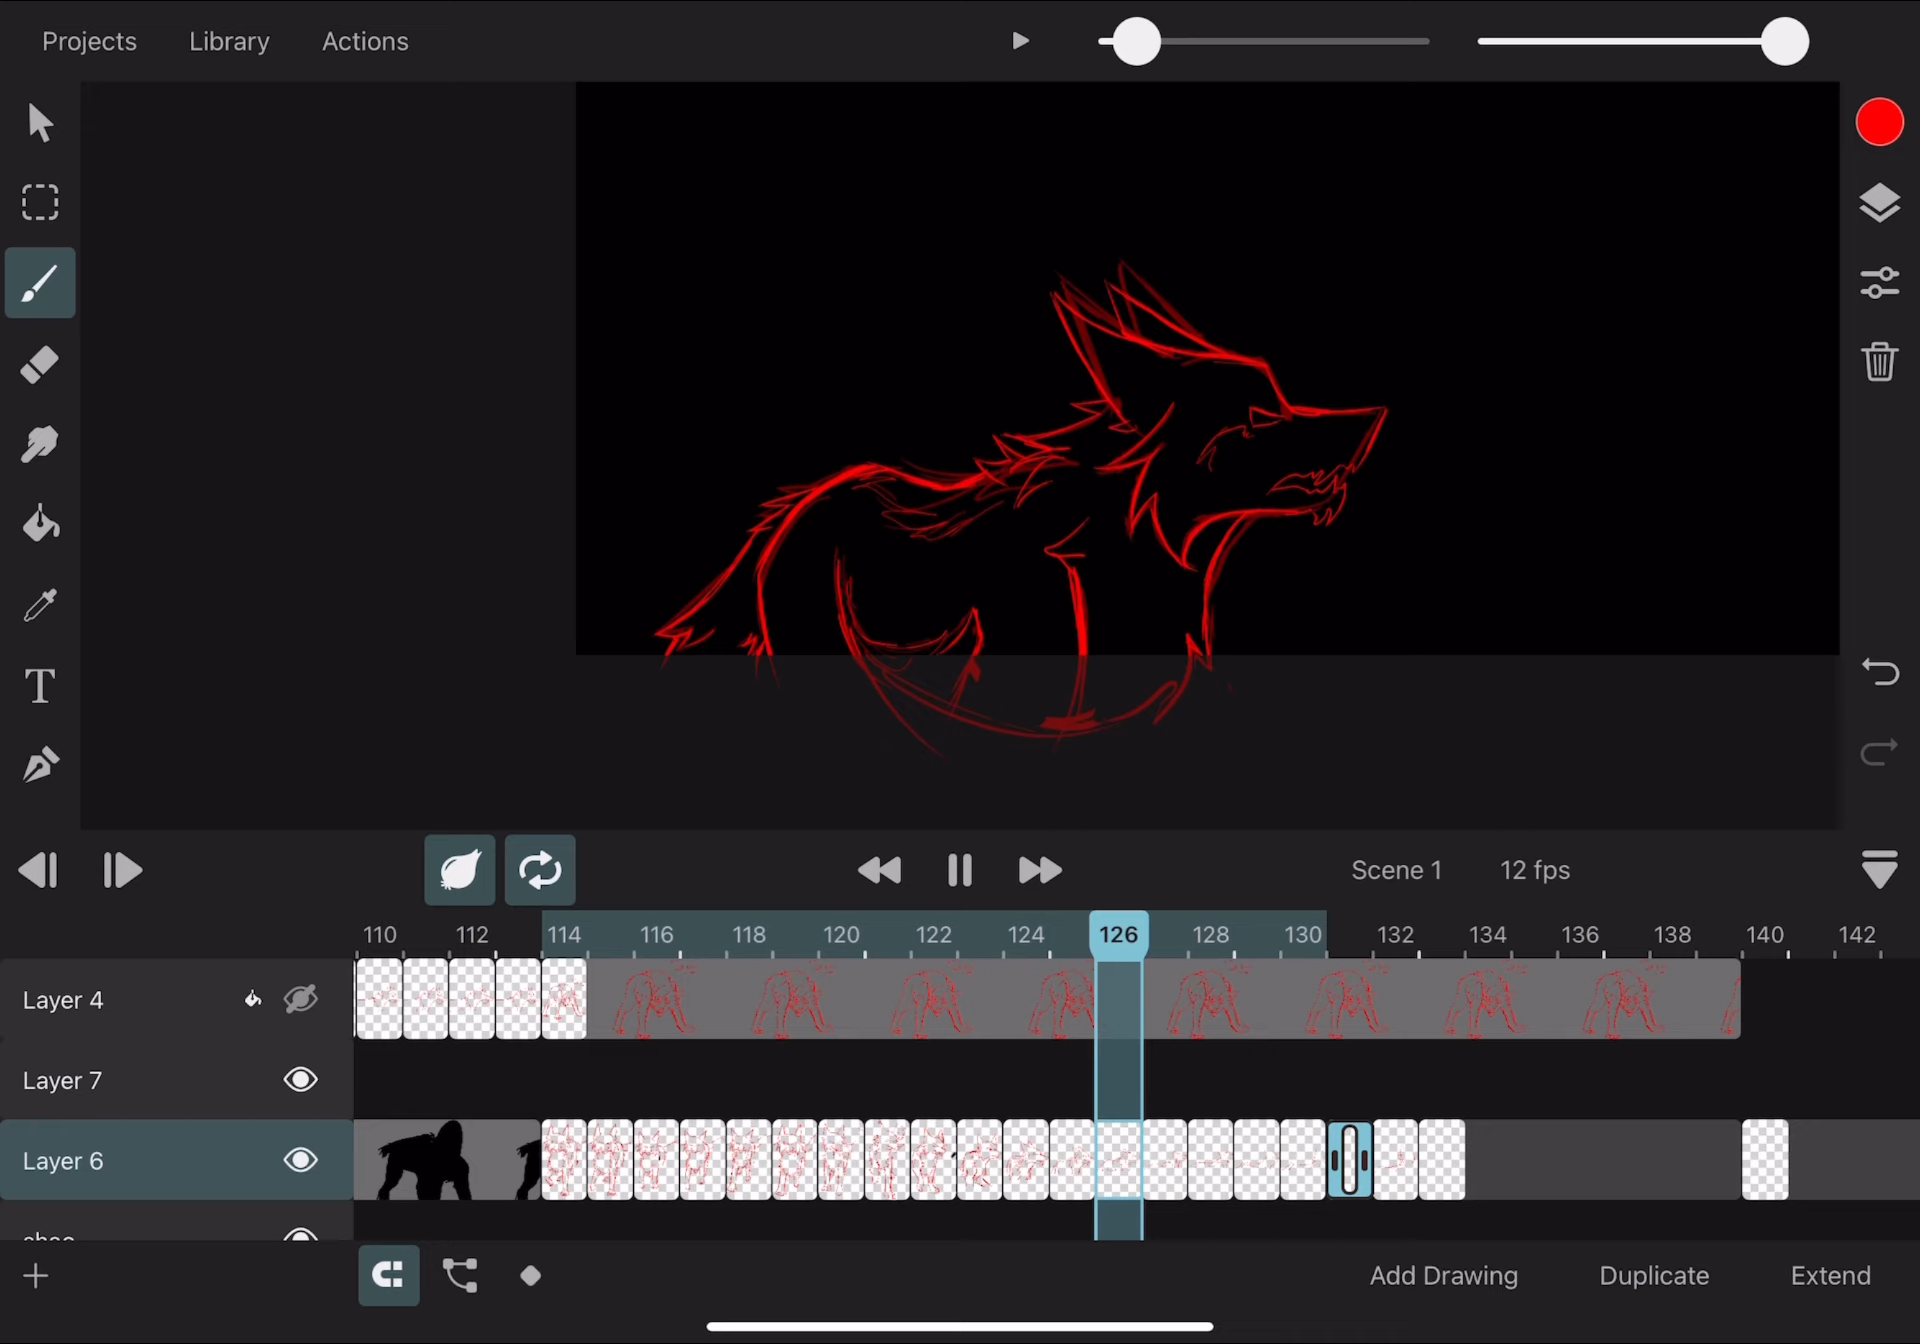 Projects Library Actions
T
Scene 1 12 fps
110 112 114 116 118 120 122 124 126 128 130 132 134 136 138 140 142
Layer 4
Layer 7
Layer 6
Add Drawing Duplicate Extend